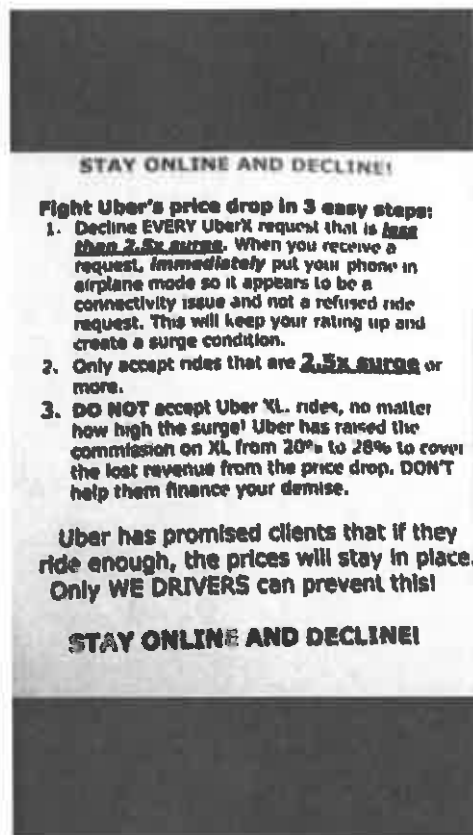 STAY ONLINE AND DECLINE!
Fight Uber's price drop in 3 easy steps:
1. Decline EVERY UberX request that is less
than 2.5x surge. When you receive a
request, immediately put your phone in
airplane mode so it appears to be a
connectivity issue and not a refused ride
request. This will keep your rating up and
create a surge condition.
2. Only accept rides that are 2.5x surge or
more.
3. DO NOT accept Uber XL. rides, no matter
how high the surge! Uber has raised the
commission on XL from 20% to 28% to cover
the lost revenue from the price drop. DON'T
help them finance your demise.
Uber has promised clients that if they
ride enough, the prices will stay in place.
Only WE DRIVERS can prevent this!
STAY ONLINE AND DECLINE!